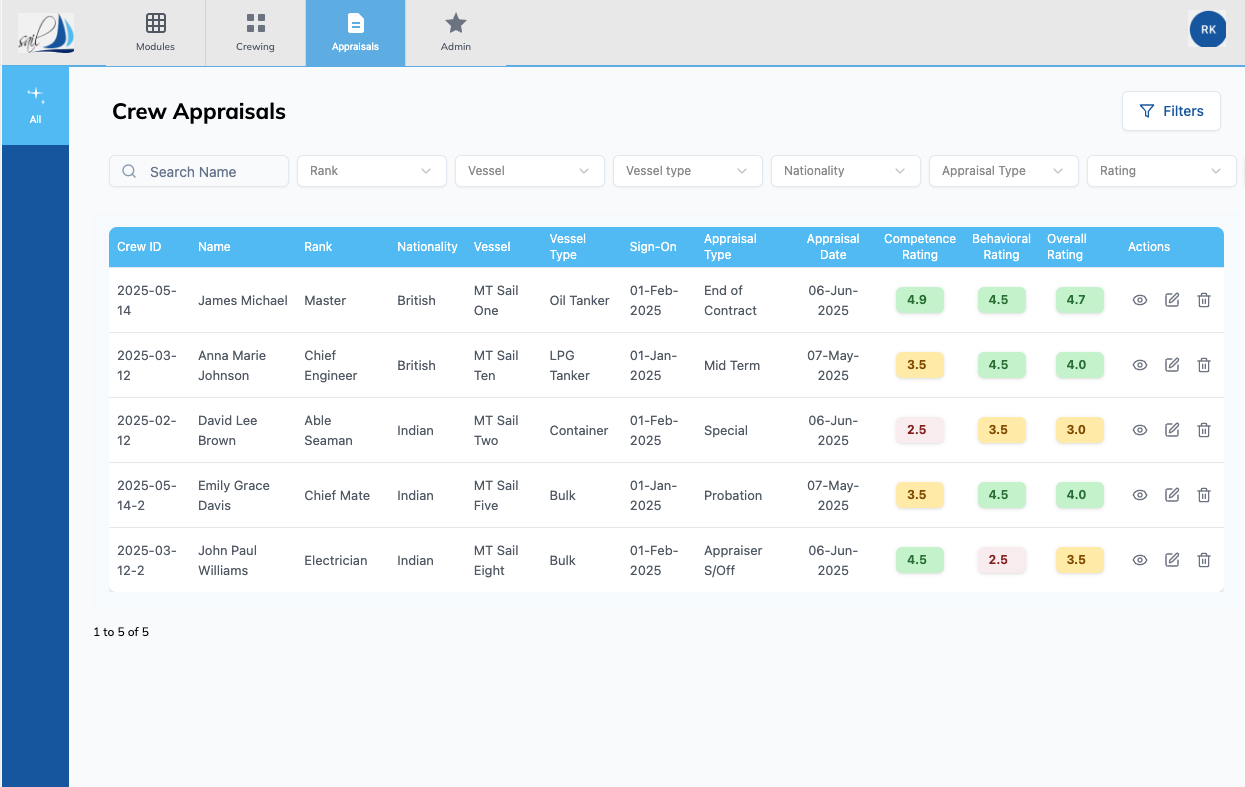 sail
Modules
Crewing
Appraisals
Admin
RK
All
Crew Appraisals
Filters
Search Name
Rank
Vessel
Vessel type
Nationality
Appraisal Type
Rating
Crew ID Name Rank Nationality Vessel Vessel Type Sign-On Appraisal Type Appraisal Date Competence Rating Behavioral Rating Overall Rating Actions
2025-05-14 James Michael Master British MT Sail One Oil Tanker 01-Feb-2025 End of Contract 06-Jun-2025 4.9 4.5 4.7
2025-03-12 Anna Marie Johnson Chief Engineer British MT Sail Ten LPG Tanker 01-Jan-2025 Mid Term 07-May-2025 3.5 4.5 4.0
2025-02-12 David Lee Brown Able Seaman Indian MT Sail Two Container 01-Feb-2025 Special 06-Jun-2025 2.5 3.5 3.0
2025-05-14-2 Emily Grace Davis Chief Mate Indian MT Sail Five Bulk 01-Jan-2025 Probation 07-May-2025 3.5 4.5 4.0
2025-03-12-2 John Paul Williams Electrician Indian MT Sail Eight Bulk 01-Feb-2025 Appraiser S/Off 06-Jun-2025 4.5 2.5 3.5
1 to 5 of 5